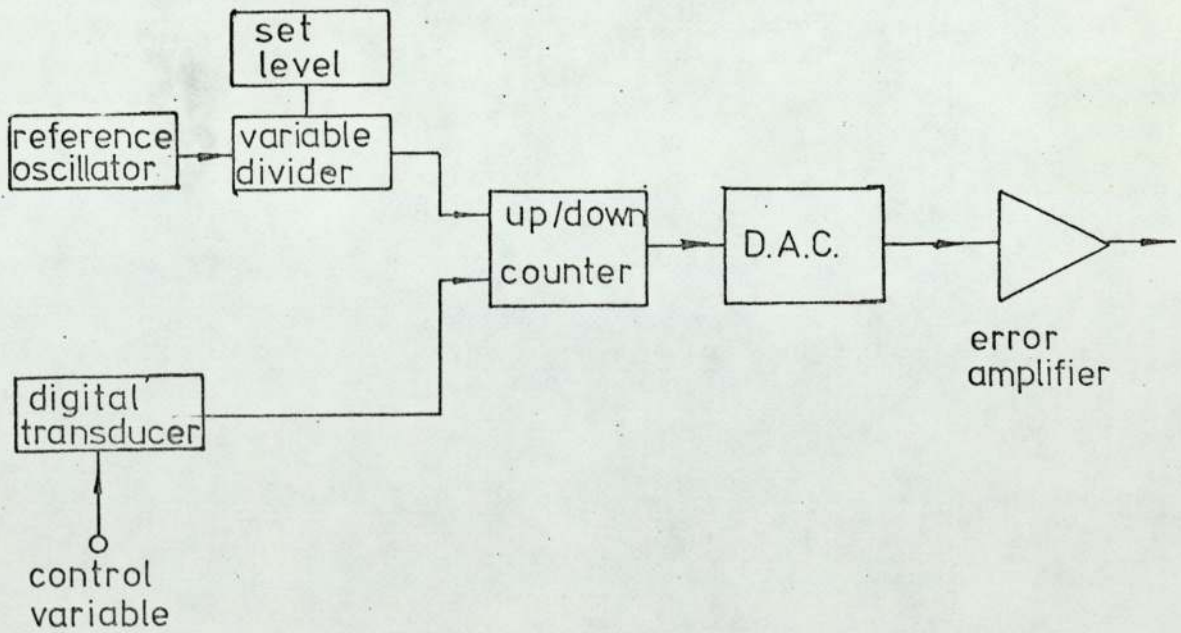 set
level
reference
oscillator
variable
divider
up/down
counter
D.A.C.
error
amplifier
digital
transducer
control
variable